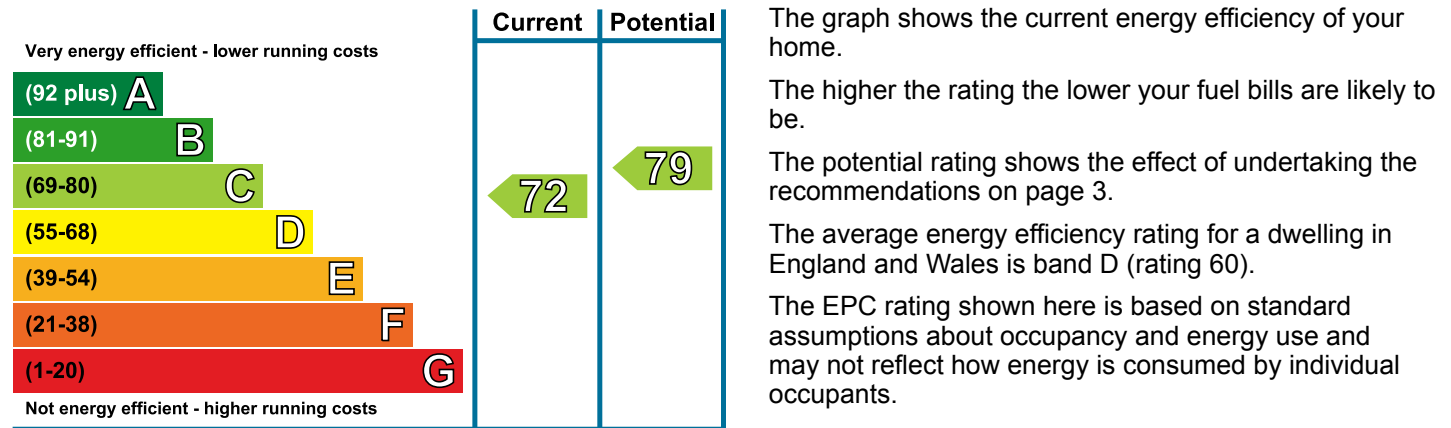 Current Potential
Very energy efficient - lower running costs
(92 plus) A
(81-91) B
(69-80) C
(55-68) D
(39-54) E
(21-38) F
(1-20) G
Not energy efficient - higher running costs
72
79
The graph shows the current energy efficiency of your
home.
The higher the rating the lower your fuel bills are likely to
be.
The potential rating shows the effect of undertaking the
recommendations on page 3.
The average energy efficiency rating for a dwelling in
England and Wales is band D (rating 60).
The EPC rating shown here is based on standard
assumptions about occupancy and energy use and
may not reflect how energy is consumed by individual
occupants.